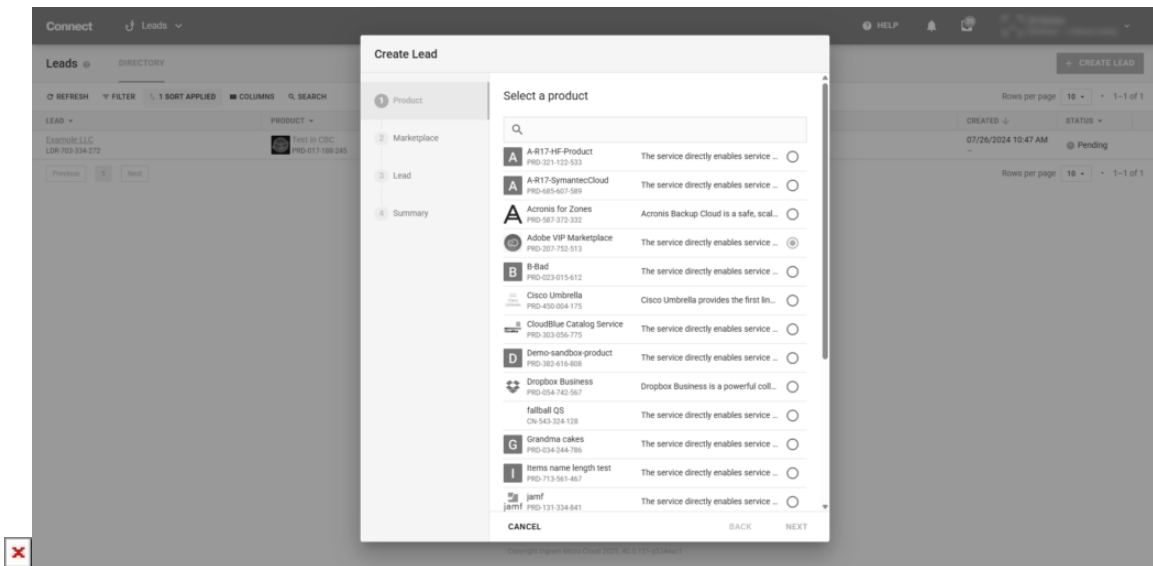 Connect
Leads
HELP
Leads
DIRECTORY
+ CREATE LEAD
REFRESH
FILTER
1 SORT APPLIED
COLUMNS
SEARCH
Rows per page 10 1–1 of 1
LEAD
PRODUCT
CREATED
STATUS
Example LLC
LDR-703-334-272
Test in CBC
PRD-017-188-245
07/26/2024 10:47 AM
–
Pending
Previous 1 Next
Rows per page 10 1–1 of 1
Create Lead
1 Product
2 Marketplace
3 Lead
4 Summary
Select a product
A A-R17-HF-Product
PRD-321-122-533
The service directly enables service ...
A A-R17-SymantecCloud
PRD-685-607-589
The service directly enables service ...
Acronis for Zones
PRD-587-372-332
Acronis Backup Cloud is a safe, scal...
Adobe VIP Marketplace
PRD-207-752-513
The service directly enables service ...
B B-Bad
PRD-023-015-612
The service directly enables service ...
Cisco Umbrella
PRD-450-004-175
Cisco Umbrella provides the first lin...
CloudBlue Catalog Service
PRD-303-056-775
The service directly enables service ...
D Demo-sandbox-product
PRD-382-616-808
The service directly enables service ...
Dropbox Business
PRD-054-742-567
Dropbox Business is a powerful coll...
fallball QS
CN-543-324-128
The service directly enables service ...
G Grandma cakes
PRD-034-244-786
The service directly enables service ...
I Items name length test
PRD-713-561-467
The service directly enables service ...
jamf jamf
PRD-131-334-841
The service directly enables service ...
CANCEL
BACK
NEXT